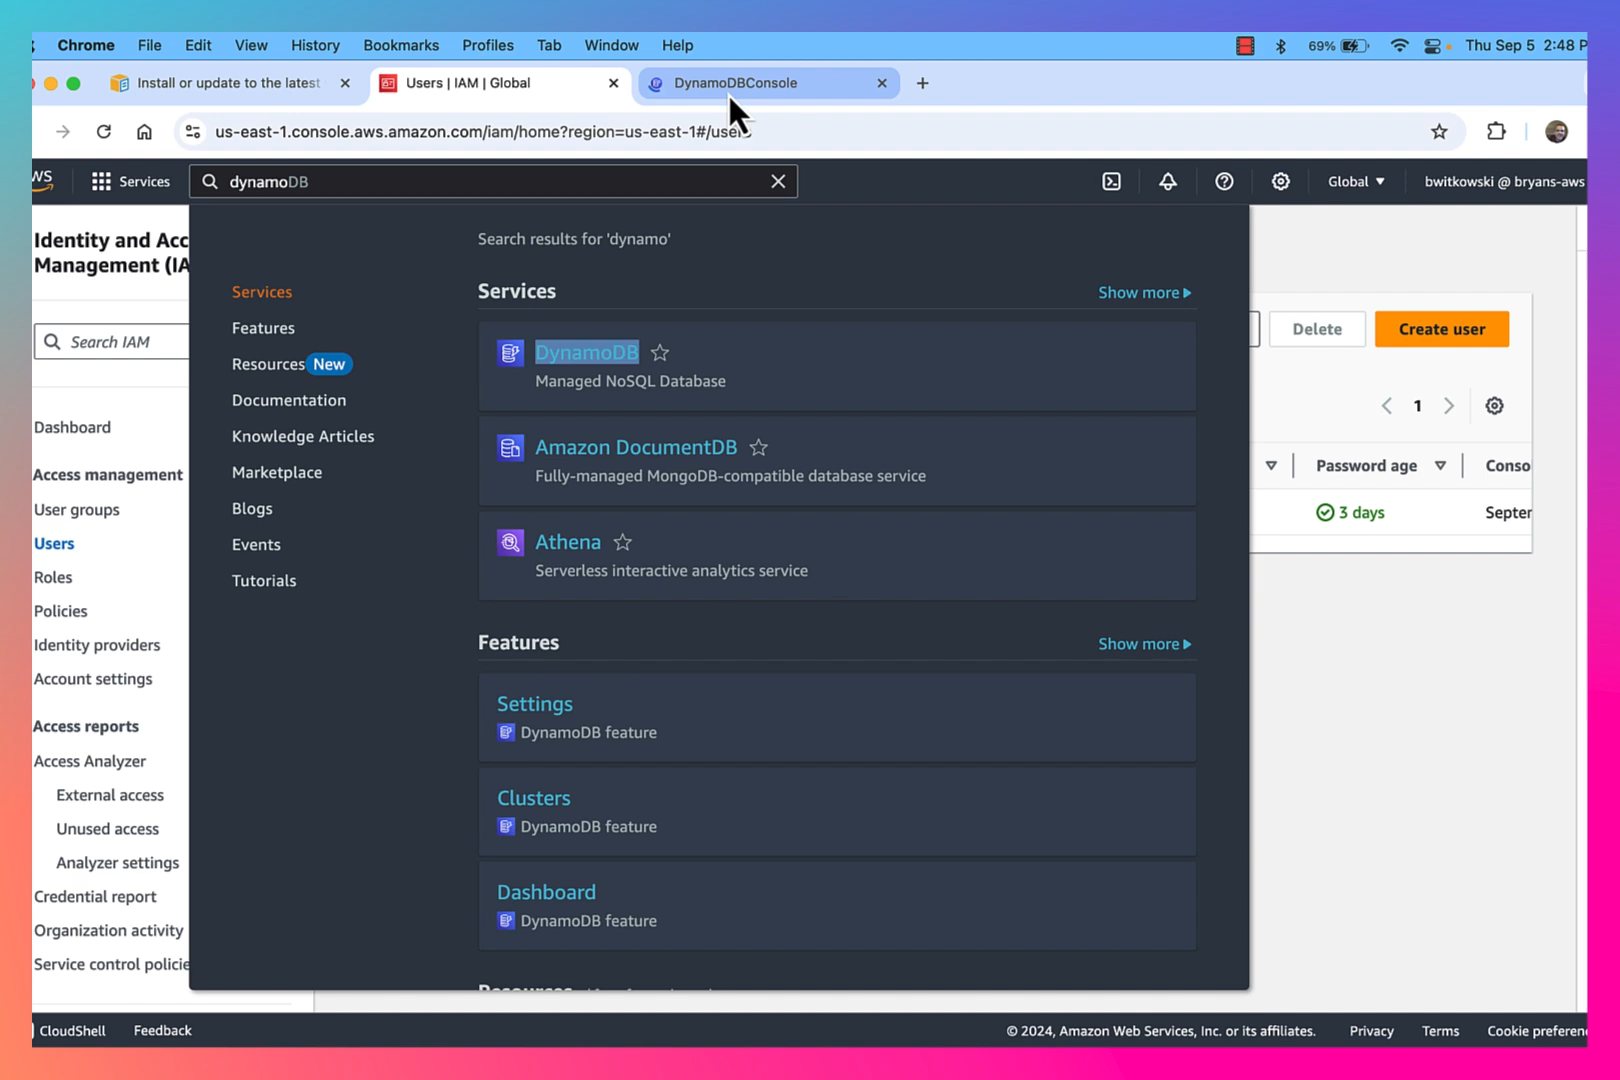 Chrome File Edit View History Bookmarks Profiles Tab Window Help 69% Thu Sep 5 2:48 P
Install or update to the latest Users | IAM | Global DynamoDBConsole
us-east-1.console.aws.amazon.com/iam/home?region=us-east-1#/users
Services dynamoDB Global bwitkowski @ bryans-aws
Identity and Acc
Management (IA
Search IAM
Dashboard
Access management
User groups
Users
Roles
Policies
Identity providers
Account settings
Access reports
Access Analyzer
External access
Unused access
Analyzer settings
Credential report
Organization activity
Service control policie
Search results for 'dynamo'
Services
Features
Resources New
Documentation
Knowledge Articles
Marketplace
Blogs
Events
Tutorials
Services Show more
DynamoDB
Managed NoSQL Database
Amazon DocumentDB
Fully-managed MongoDB-compatible database service
Athena
Serverless interactive analytics service
Features Show more
Settings
DynamoDB feature
Clusters
DynamoDB feature
Dashboard
DynamoDB feature
Delete Create user
1
Password age Conso
3 days Septer
CloudShell Feedback © 2024, Amazon Web Services, Inc. or its affiliates. Privacy Terms Cookie preferen